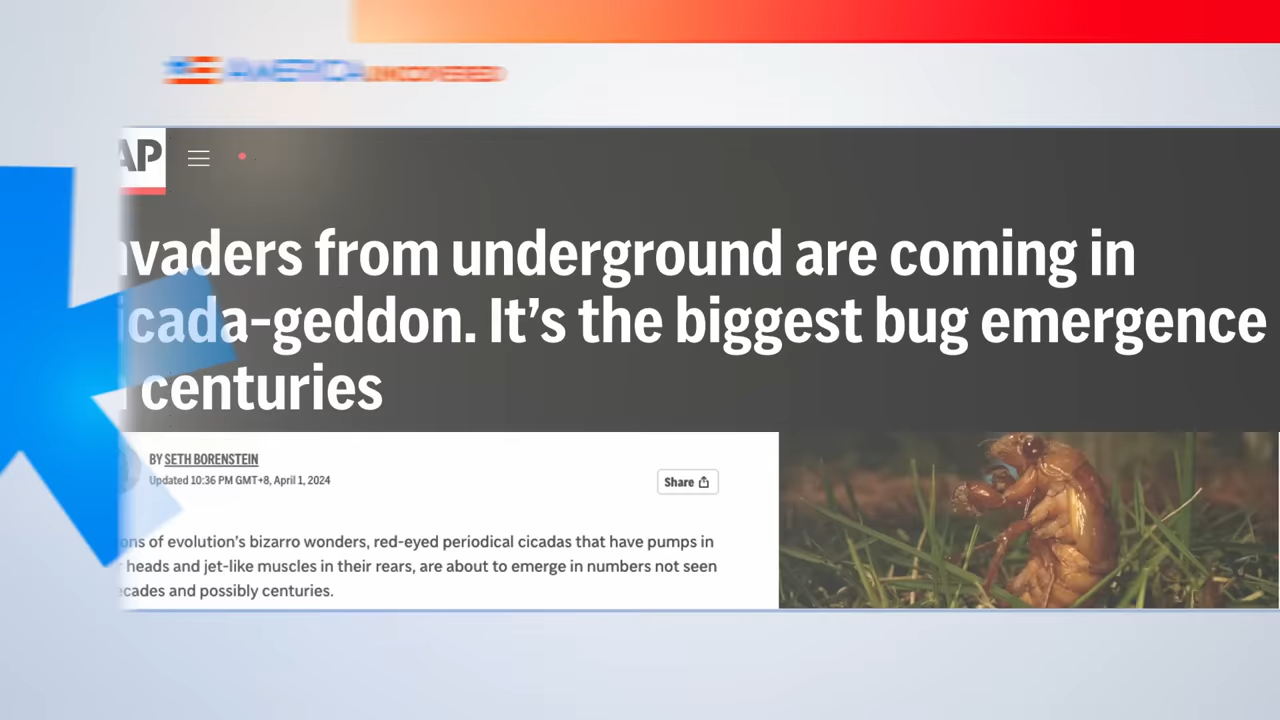 AMERICA UNCOVERED
AP
nvaders from underground are coming in
icada-geddon. It’s the biggest bug emergence
centuries
BY SETH BORENSTEIN
Updated 10:36 PM GMT+8, April 1, 2024
Share
ons of evolution’s bizarro wonders, red-eyed periodical cicadas that have pumps in
heads and jet-like muscles in their rears, are about to emerge in numbers not seen
ecades and possibly centuries.